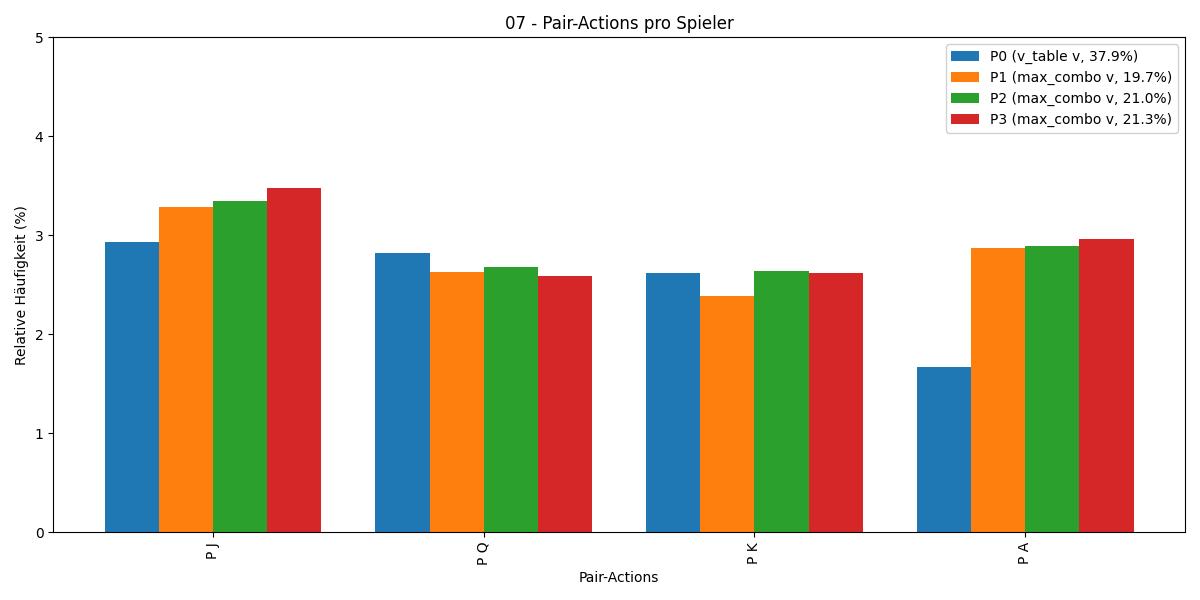 07 - Pair-Actions pro Spieler
P0 (v_table v, 37.9%)
P1 (max_combo v, 19.7%)
P2 (max_combo v, 21.0%)
P3 (max_combo v, 21.3%)
Relative Häufigkeit (%)
5
4
3
2
1
0
P J
P Q
P K
P A
Pair-Actions